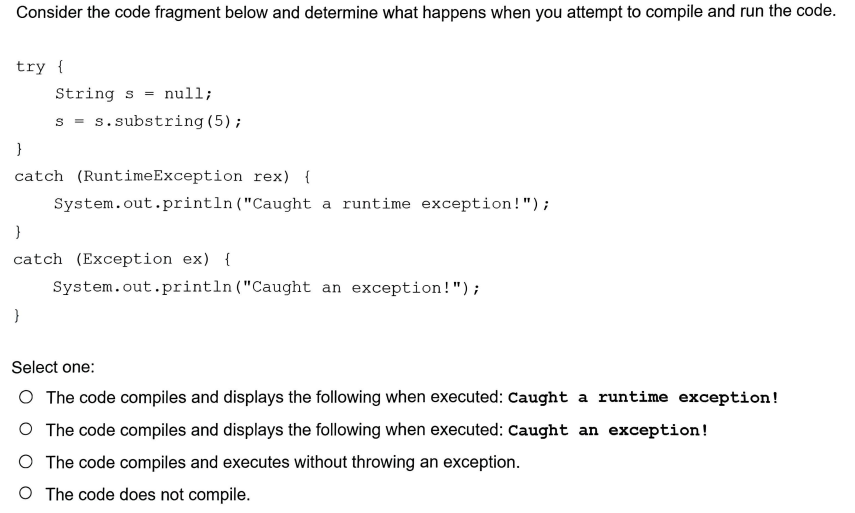 Consider the code fragment below and determine what happens when you attempt to compile and run the code.
try {
    String s = null;
    s = s.substring(5);
}
catch (RuntimeException rex) {
    System.out.println("Caught a runtime exception!");
}
catch (Exception ex) {
    System.out.println("Caught an exception!");
}
Select one:
The code compiles and displays the following when executed: Caught a runtime exception!
The code compiles and displays the following when executed: Caught an exception!
The code compiles and executes without throwing an exception.
The code does not compile.